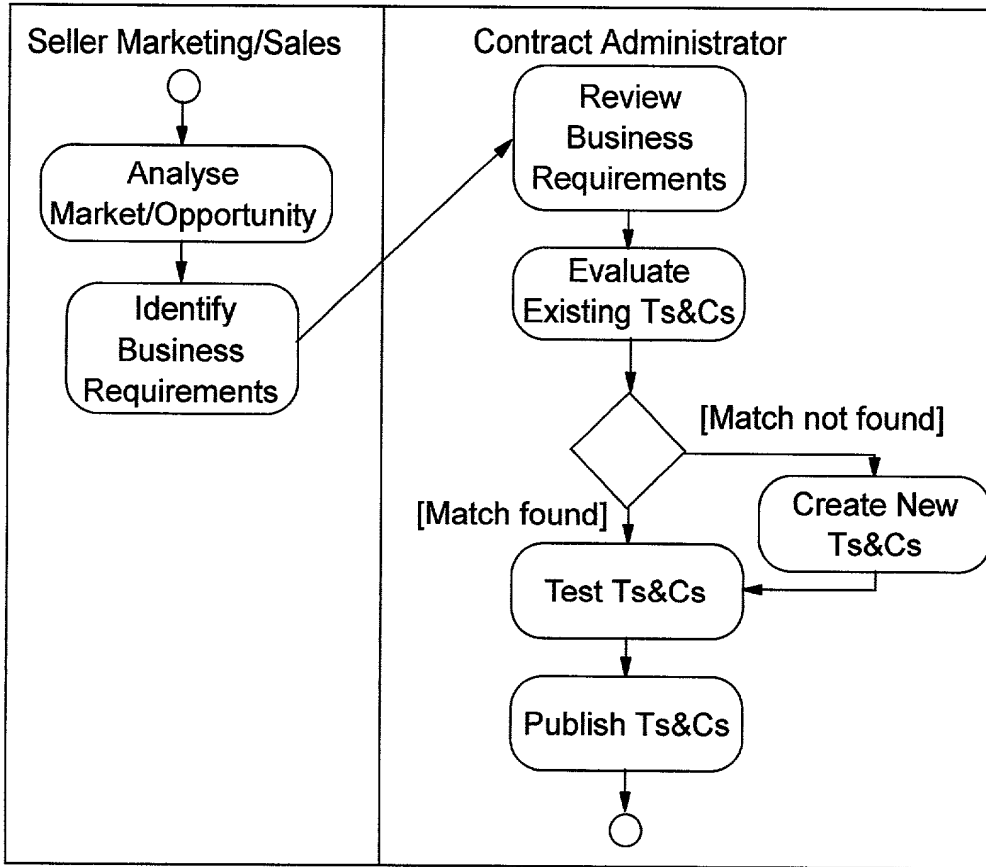 Seller Marketing/Sales
Analyse
Market/Opportunity
Identify
Business
Requirements
Contract Administrator
Review
Business
Requirements
Evaluate
Existing Ts&Cs
[Match not found]
[Match found]
Create New
Ts&Cs
Test Ts&Cs
Publish Ts&Cs